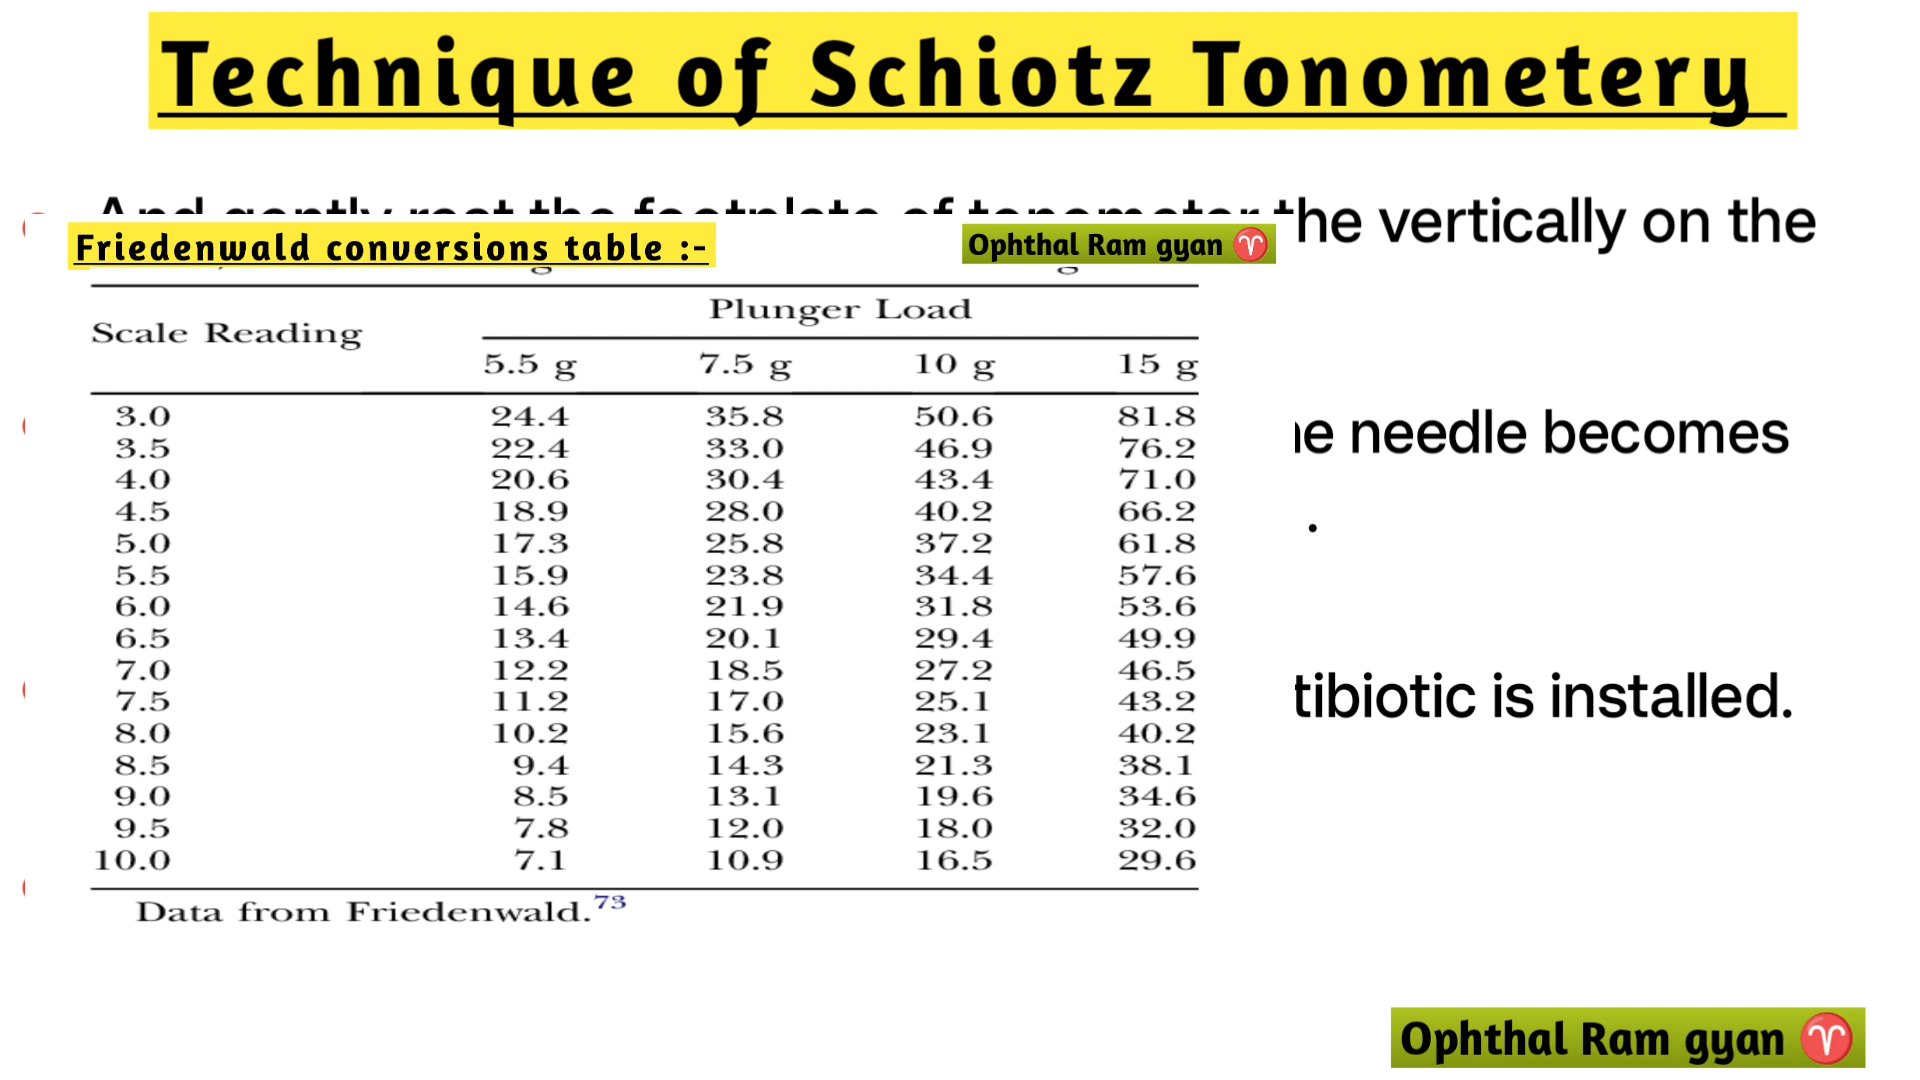 Technique of Schiotz Tonometery
And gently rest the footplate of tonometer the vertically on the
Friedenwald conversions table :-
Ophthal Ram gyan ♈
Plunger Load
Scale Reading
5.5 g 7.5 g 10 g 15 g
3.0 24.4 35.8 50.6 81.8
3.5 22.4 33.0 46.9 76.2
4.0 20.6 30.4 43.4 71.0
4.5 18.9 28.0 40.2 66.2
5.0 17.3 25.8 37.2 61.8
5.5 15.9 23.8 34.4 57.6
6.0 14.6 21.9 31.8 53.6
6.5 13.4 20.1 29.4 49.9
7.0 12.2 18.5 27.2 46.5
7.5 11.2 17.0 25.1 43.2
8.0 10.2 15.6 23.1 40.2
8.5 9.4 14.3 21.3 38.1
9.0 8.5 13.1 19.6 34.6
9.5 7.8 12.0 18.0 32.0
10.0 7.1 10.9 16.5 29.6
Data from Friedenwald.73
needle becomes
.
is installed.
Ophthal Ram gyan ♈